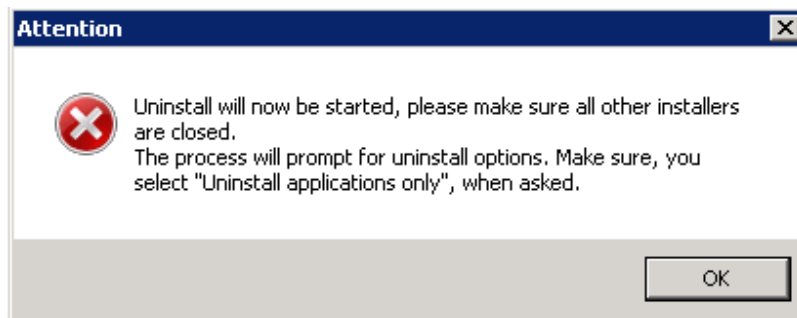 Attention
Uninstall will now be started, please make sure all other installers
are closed.
The process will prompt for uninstall options. Make sure, you
select "Uninstall applications only", when asked.
OK